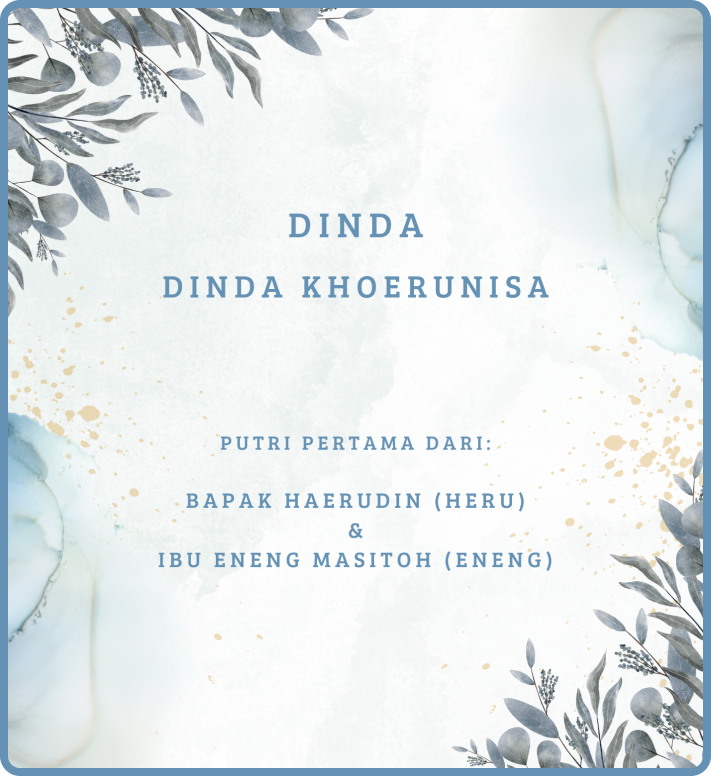 DINDA
DINDA KHOERUNISA
PUTRI PERTAMA DARI:
BAPAK HAERUDIN (HERU)
&
IBU ENENG MASITOH (ENENG)